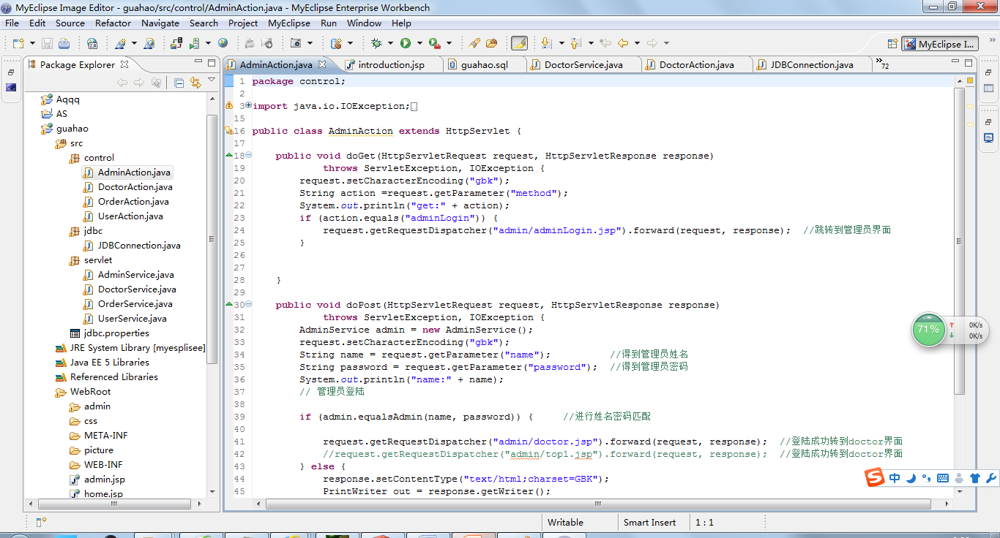 MyEclipse Image Editor - guahao/src/control/AdminAction.java - MyEclipse Enterprise Workbench
File Edit Source Refactor Navigate Search Project MyEclipse Run Window Help
MyEclipse I...
Package Explorer
AdminAction.java introduction.jsp guahao.sql DoctorService.java DoctorAction.java JDBConnection.java 72
Aqqq
AS
guahao
src
control
AdminAction.java
DoctorAction.java
OrderAction.java
UserAction.java
jdbc
JDBConnection.java
servlet
AdminService.java
DoctorService.java
OrderService.java
UserService.java
jdbc.properties
JRE System Library [myesplisee]
Java EE 5 Libraries
Referenced Libraries
WebRoot
admin
css
META-INF
picture
WEB-INF
admin.jsp
home.jsp
1 package control;
2
3 import java.io.IOException;
15
16 public class AdminAction extends HttpServlet {
17
18 public void doGet(HttpServletRequest request, HttpServletResponse response)
19 throws ServletException, IOException {
20 request.setCharacterEncoding("gbk");
21 String action =request.getParameter("method");
22 System.out.println("get:" + action);
23 if (action.equals("adminLogin")) {
24 request.getRequestDispatcher("admin/adminLogin.jsp").forward(request, response); //跳转到管理员界面
25 }
26
27
28 }
29
30 public void doPost(HttpServletRequest request, HttpServletResponse response)
31 throws ServletException, IOException {
32 AdminService admin = new AdminService();
33 request.setCharacterEncoding("gbk");
34 String name = request.getParameter("name"); //得到管理员姓名
35 String password = request.getParameter("password"); //得到管理员密码
36 System.out.println("name:" + name);
37 // 管理员登陆
38
39 if (admin.equalsAdmin(name, password)) { //进行姓名密码匹配
40
41 request.getRequestDispatcher("admin/doctor.jsp").forward(request, response); //登陆成功转到doctor界面
42 //request.getRequestDispatcher("admin/top1.jsp").forward(request, response); //登陆成功转到doctor界面
43 } else {
44 response.setContentType("text/html;charset=GBK");
45 PrintWriter out = response.getWriter();
71%
0K/s
0K/s
S 中
Writable Smart Insert 1 : 1